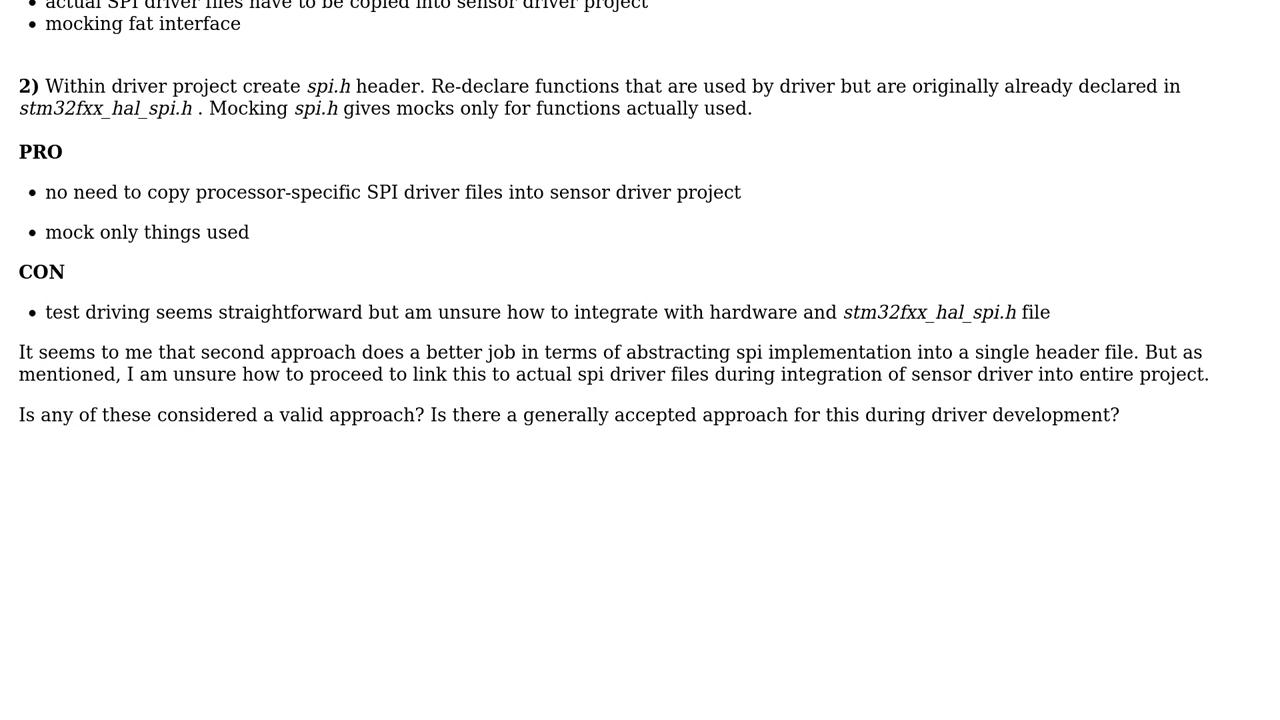 • actual SPI driver files have to be copied into sensor driver project
• mocking fat interface
2) Within driver project create spi.h header. Re-declare functions that are used by driver but are originally already declared in
stm32fxx_hal_spi.h . Mocking spi.h gives mocks only for functions actually used.
PRO
• no need to copy processor-specific SPI driver files into sensor driver project
• mock only things used
CON
• test driving seems straightforward but am unsure how to integrate with hardware and stm32fxx_hal_spi.h file
It seems to me that second approach does a better job in terms of abstracting spi implementation into a single header file. But as
mentioned, I am unsure how to proceed to link this to actual spi driver files during integration of sensor driver into entire project.
Is any of these considered a valid approach? Is there a generally accepted approach for this during driver development?